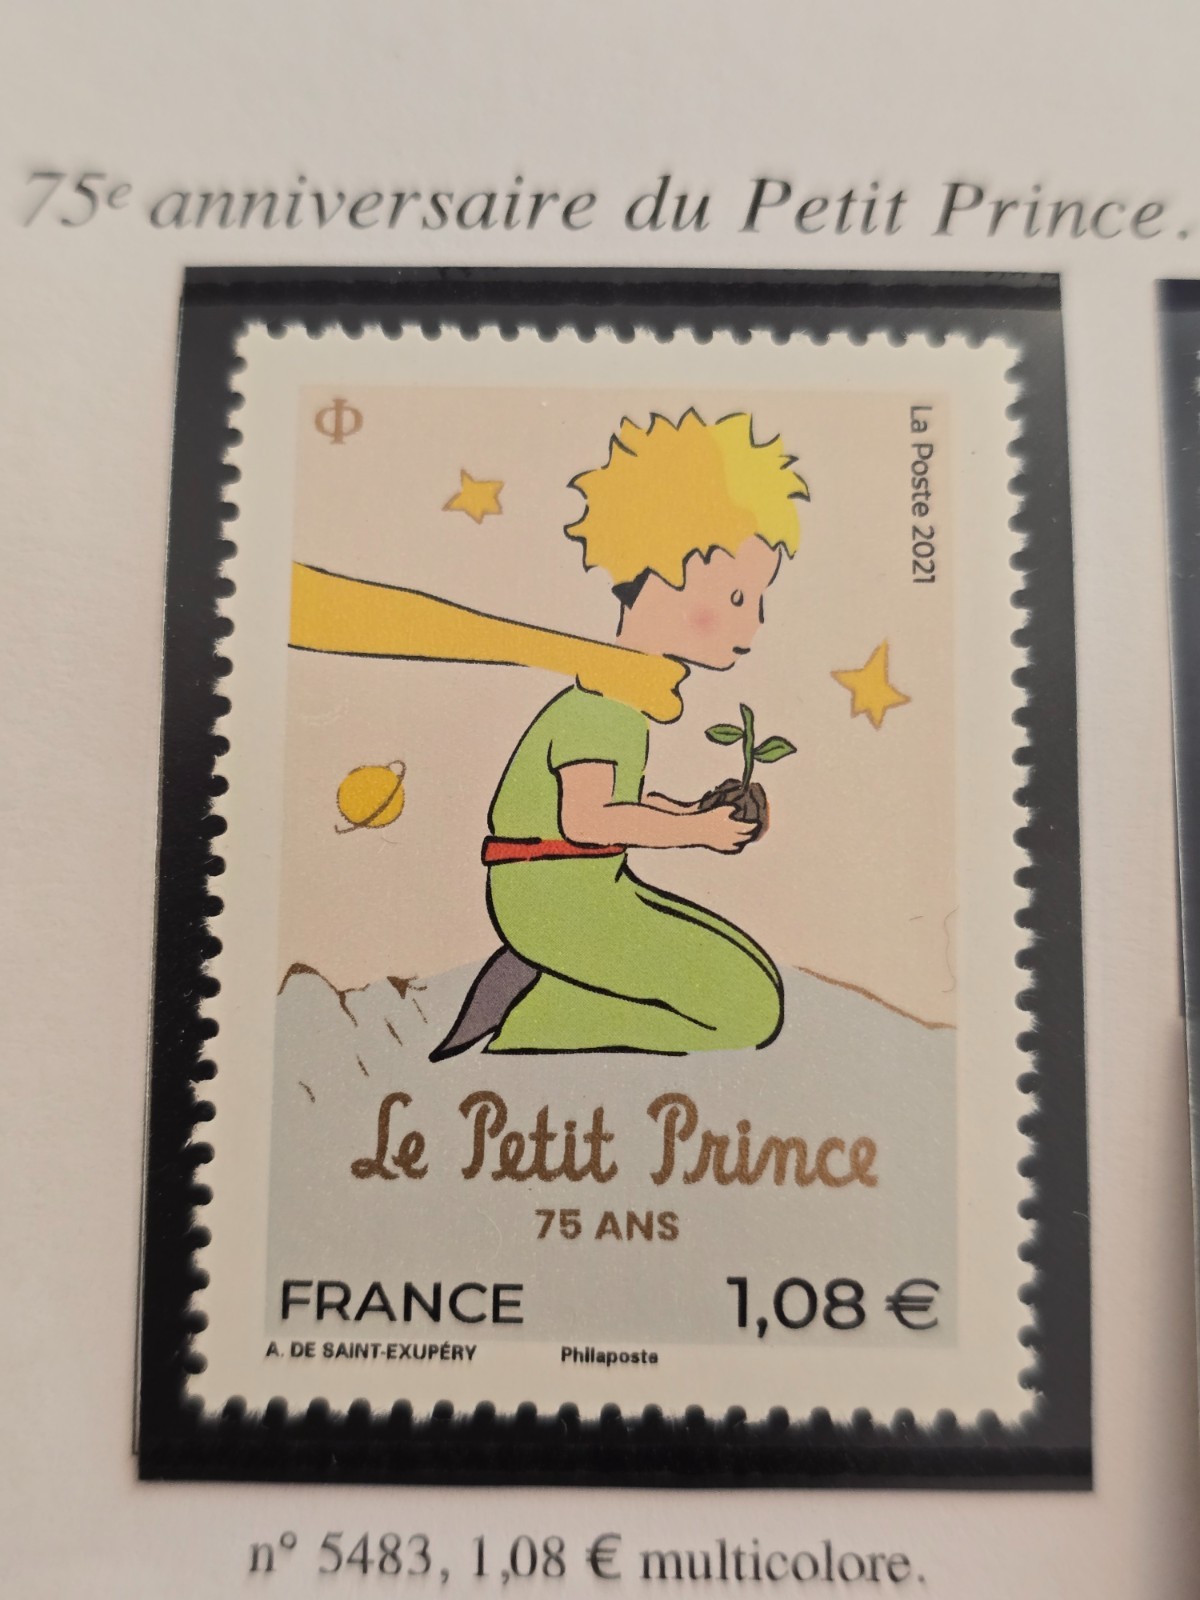 75e anniversaire du Petit Prince.
Φ
La Poste 2021
Le Petit Prince
75 ANS
FRANCE 1,08 €
A. DE SAINT-EXUPÉRY Philaposte
n° 5483, 1,08 € multicolore.